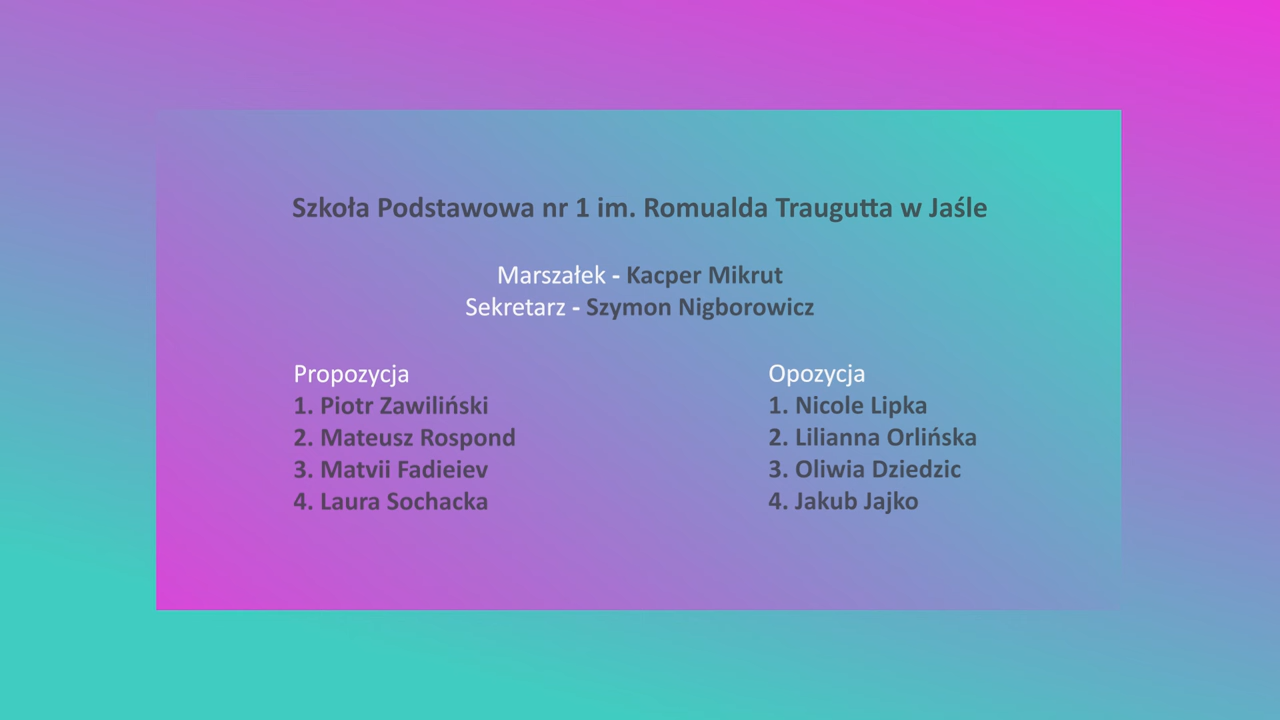 Szkoła Podstawowa nr 1 im. Romualda Traugutta w Jaśle
Marszałek - Kacper Mikrut
Sekretarz - Szymon Nigborowicz
Propozycja
1. Piotr Zawiliński
2. Mateusz Rospond
3. Matvii Fadieiev
4. Laura Sochacka
Opozycja
1. Nicole Lipka
2. Lilianna Orlińska
3. Oliwia Dziedzic
4. Jakub Jajko